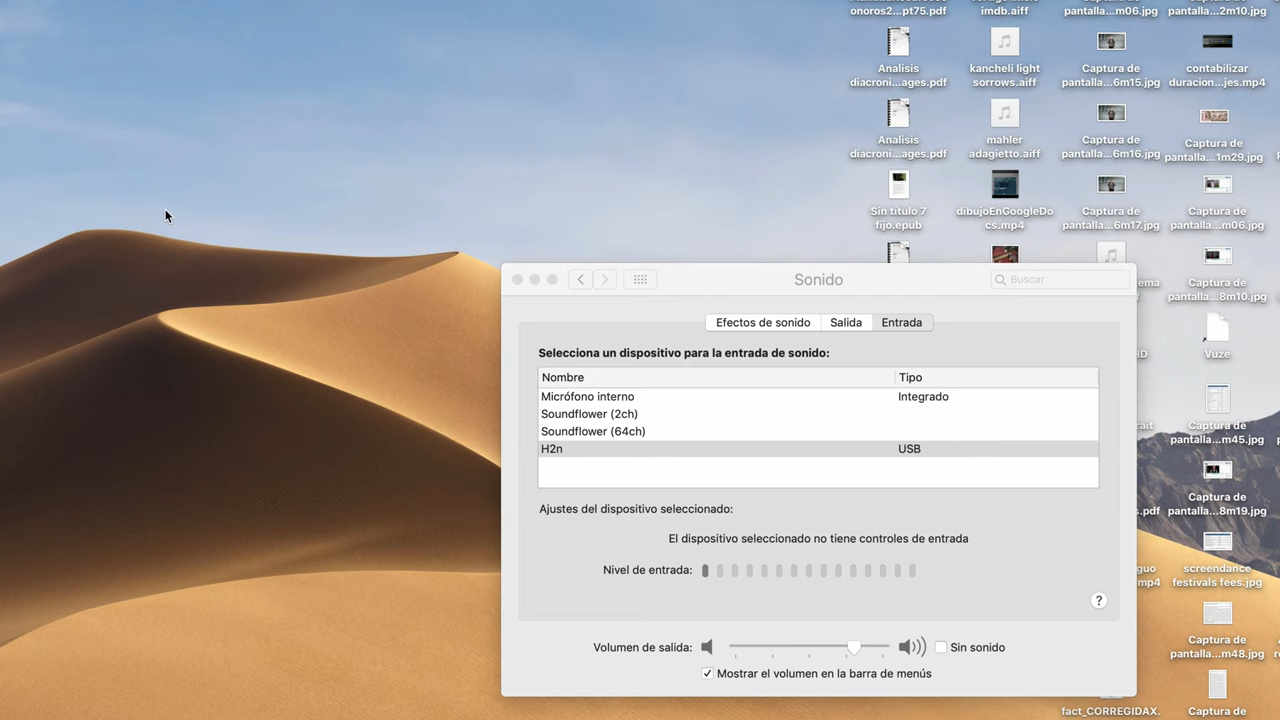 onoros2...pt75.pdf
imdb.aiff
pantalla...m06.jpg
pantalla...2m10.jpg
Analisis
diacroni...ages.pdf
kancheli light
sorrows.aiff
Captura de
pantalla...6m15.jpg
contabilizar
duracion...jes.mp4
Analisis
diacroni...ages.pdf
mahler
adagietto.aiff
Captura de
pantalla...6m16.jpg
Captura de
pantalla...1m29.jpg
Sin título 7
fijo.epub
dibujoEnGoogleDo
cs.mp4
Captura de
pantalla...6m17.jpg
Captura de
pantalla...m06.jpg
Captura de
pantalla...8m10.jpg
Vuze
Captura de
pantalla...m45.jpg
Captura de
pantalla...8m19.jpg
screendance
festivals fees.jpg
Captura de
pantalla...m48.jpg
fact_CORREGIDAX.
Captura de
Sonido
Buscar
Efectos de sonido
Salida
Entrada
Selecciona un dispositivo para la entrada de sonido:
Nombre
Tipo
Micrófono interno
Integrado
Soundflower (2ch)
Soundflower (64ch)
H2n
USB
Ajustes del dispositivo seleccionado:
El dispositivo seleccionado no tiene controles de entrada
Nivel de entrada:
?
Volumen de salida:
Sin sonido
Mostrar el volumen en la barra de menús